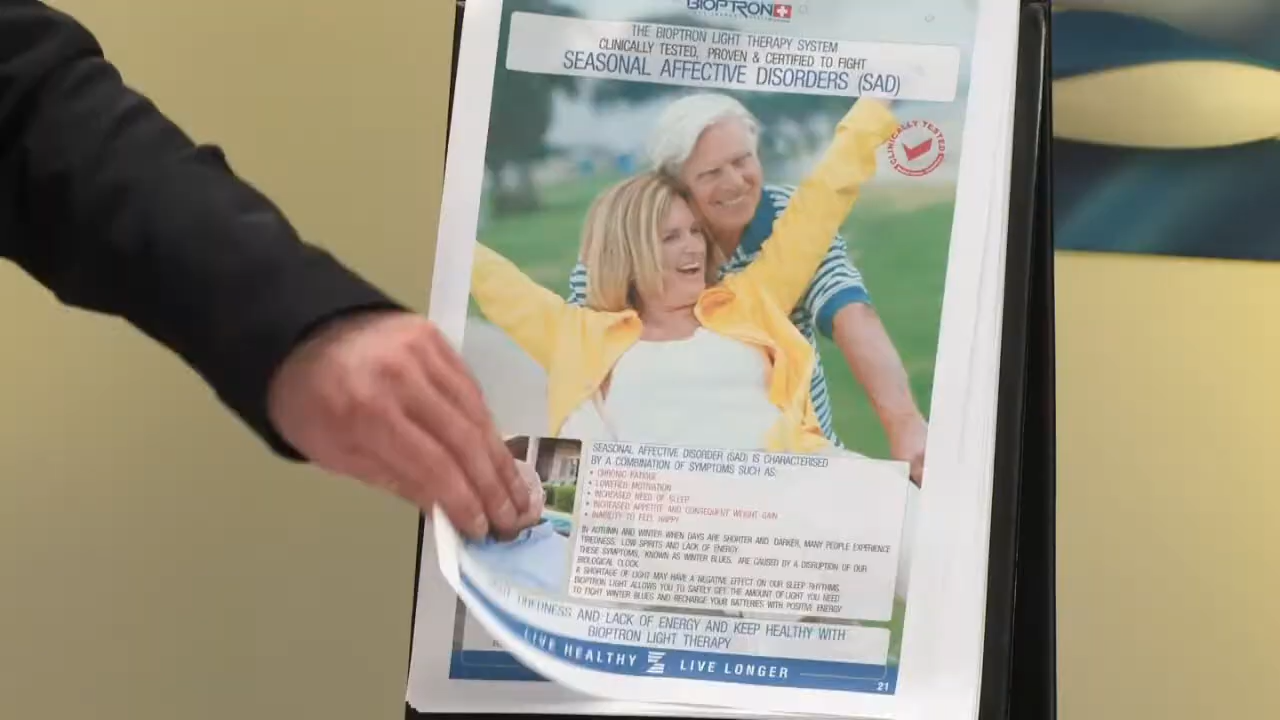 BIOPTRON
THE BIOPTRON LIGHT THERAPY SYSTEM
CLINICALLY TESTED, PROVEN & CERTIFIED TO FIGHT
SEASONAL AFFECTIVE DISORDERS (SAD)
CLINICALLY TESTED
SEASONAL AFFECTIVE DISORDER (SAD) IS CHARACTERISED
BY A COMBINATION OF SYMPTOMS SUCH AS:
• CHRONIC FATIGUE
• LOWERED MOTIVATION
• INCREASED NEED OF SLEEP
• INCREASED APPETITE AND CONSEQUENT WEIGHT GAIN
• INABILITY TO FEEL HAPPY
IN AUTUMN AND WINTER WHEN DAYS ARE SHORTER AND DARKER, MANY PEOPLE EXPERIENCE
TIREDNESS, LOW SPIRITS AND LACK OF ENERGY.
THESE SYMPTOMS, KNOWN AS WINTER BLUES, ARE CAUSED BY A DISRUPTION OF OUR
BIOLOGICAL CLOCK.
A SHORTAGE OF LIGHT MAY HAVE A NEGATIVE EFFECT ON OUR SLEEP RHYTHMS.
BIOPTRON LIGHT ALLOWS YOU TO SAFELY GET THE AMOUNT OF LIGHT YOU NEED
TO FIGHT WINTER BLUES AND RECHARGE YOUR BATTERIES WITH POSITIVE ENERGY
TIREDNESS AND LACK OF ENERGY AND KEEP HEALTHY WITH
BIOPTRON LIGHT THERAPY
LIVE HEALTHY LIVE LONGER
21